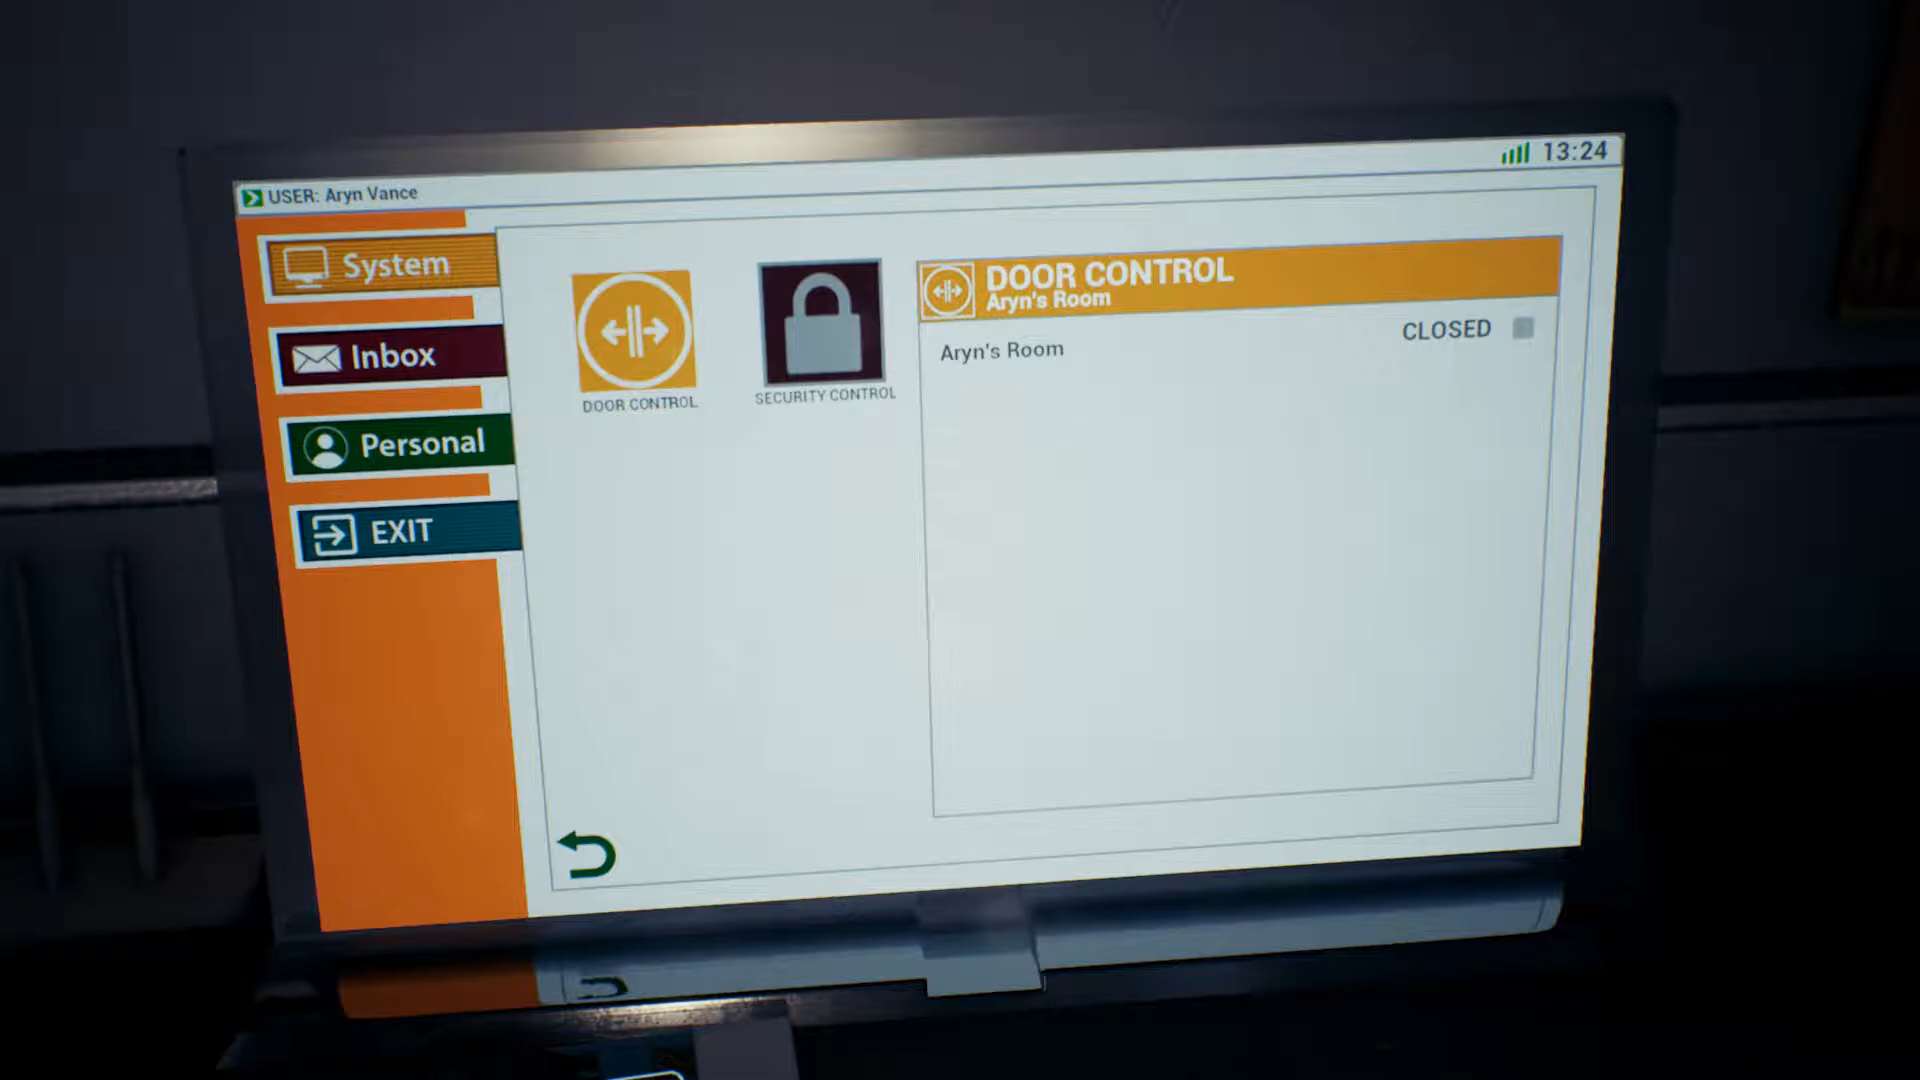 USER: Aryn Vance
13:24
System
Inbox
Personal
EXIT
DOOR CONTROL
SECURITY CONTROL
DOOR CONTROL
Aryn's Room
Aryn's Room
CLOSED